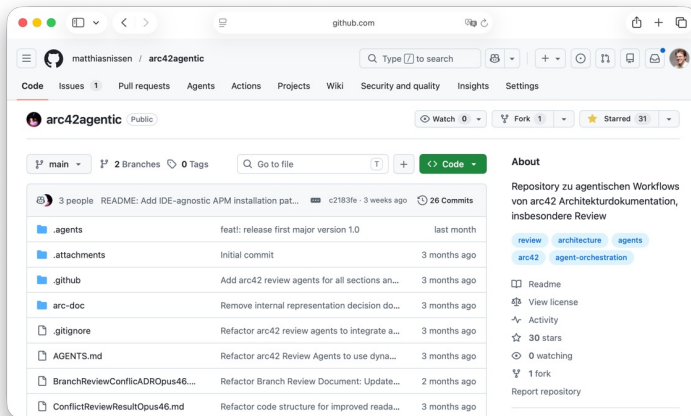 github.com
matthiasnissen / arc42agentic
Type / to search
Code Issues 1 Pull requests Agents Actions Projects Wiki Security and quality Insights Settings
arc42agentic Public
Watch 0 Fork 1 Starred 31
main 2 Branches 0 Tags Go to file T Code
3 people README: Add IDE-agnostic APM installation pat... c2183fe · 3 weeks ago 26 Commits
.agents feat!: release first major version 1.0 last month
.attachments Initial commit 3 months ago
.github Add arc42 review agents for all sections an... 3 months ago
arc-doc Remove internal representation decision do... 3 months ago
.gitignore Refactor arc42 review agents to integrate a... 3 months ago
AGENTS.md Refactor arc42 Review Agents to use dyna... 3 months ago
BranchReviewConflicADROpus46.... Refactor Branch Review Document: Update... 2 months ago
ConflictReviewResultOpus46.md Refactor code structure for improved reada... 3 months ago
About
Repository zu agentischen Workflows
von arc42 Architekturdokumentation,
insbesondere Review
review architecture agents
arc42 agent-orchestration
Readme
View license
Activity
30 stars
0 watching
1 fork
Report repository